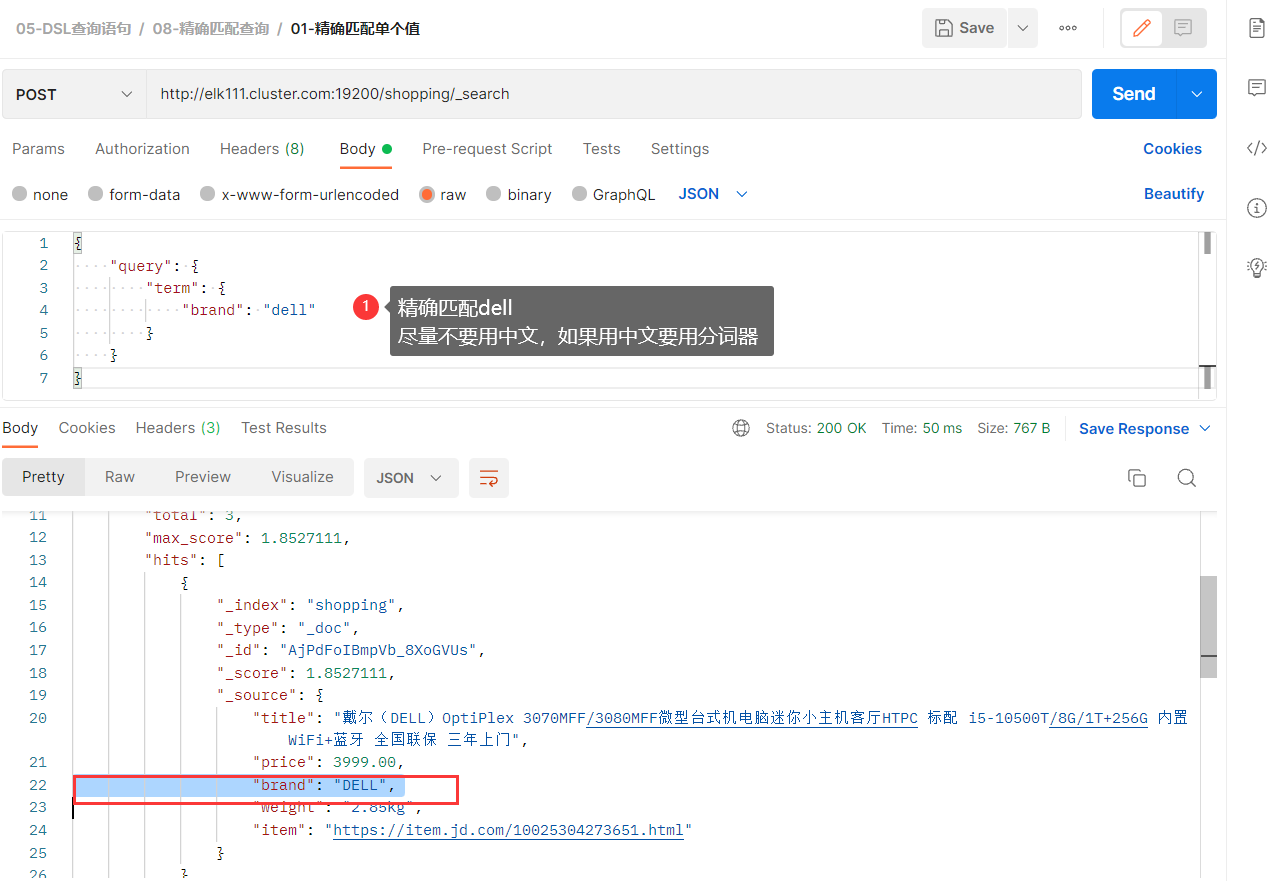 05-DSL查询语句 / 08-精确匹配查询 / 01-精确匹配单个值
Save
POST
http://elk111.cluster.com:19200/shopping/_search
Send
Params Authorization Headers (8) Body Pre-request Script Tests Settings Cookies
none form-data x-www-form-urlencoded raw binary GraphQL JSON Beautify
1 {
2 "query": {
3 "term": {
4 "brand": "dell"
5 }
6 }
7 }
1
精确匹配dell
尽量不要用中文，如果用中文要用分词器
Body Cookies Headers (3) Test Results Status: 200 OK Time: 50 ms Size: 767 B Save Response
Pretty Raw Preview Visualize JSON
11 "total": 3,
12 "max_score": 1.8527111,
13 "hits": [
14 {
15 "_index": "shopping",
16 "_type": "_doc",
17 "_id": "AjPdFoIBmpVb_8XoGVUs",
18 "_score": 1.8527111,
19 "_source": {
20 "title": "戴尔（DELL）OptiPlex 3070MFF/3080MFF微型台式机电脑迷你小主机客厅HTPC 标配 i5-10500T/8G/1T+256G 内置
WiFi+蓝牙 全国联保 三年上门",
21 "price": 3999.00,
22 "brand": "DELL",
23 "weight": "2.85kg",
24 "item": "https://item.jd.com/10025304273651.html"
25 }
26 }